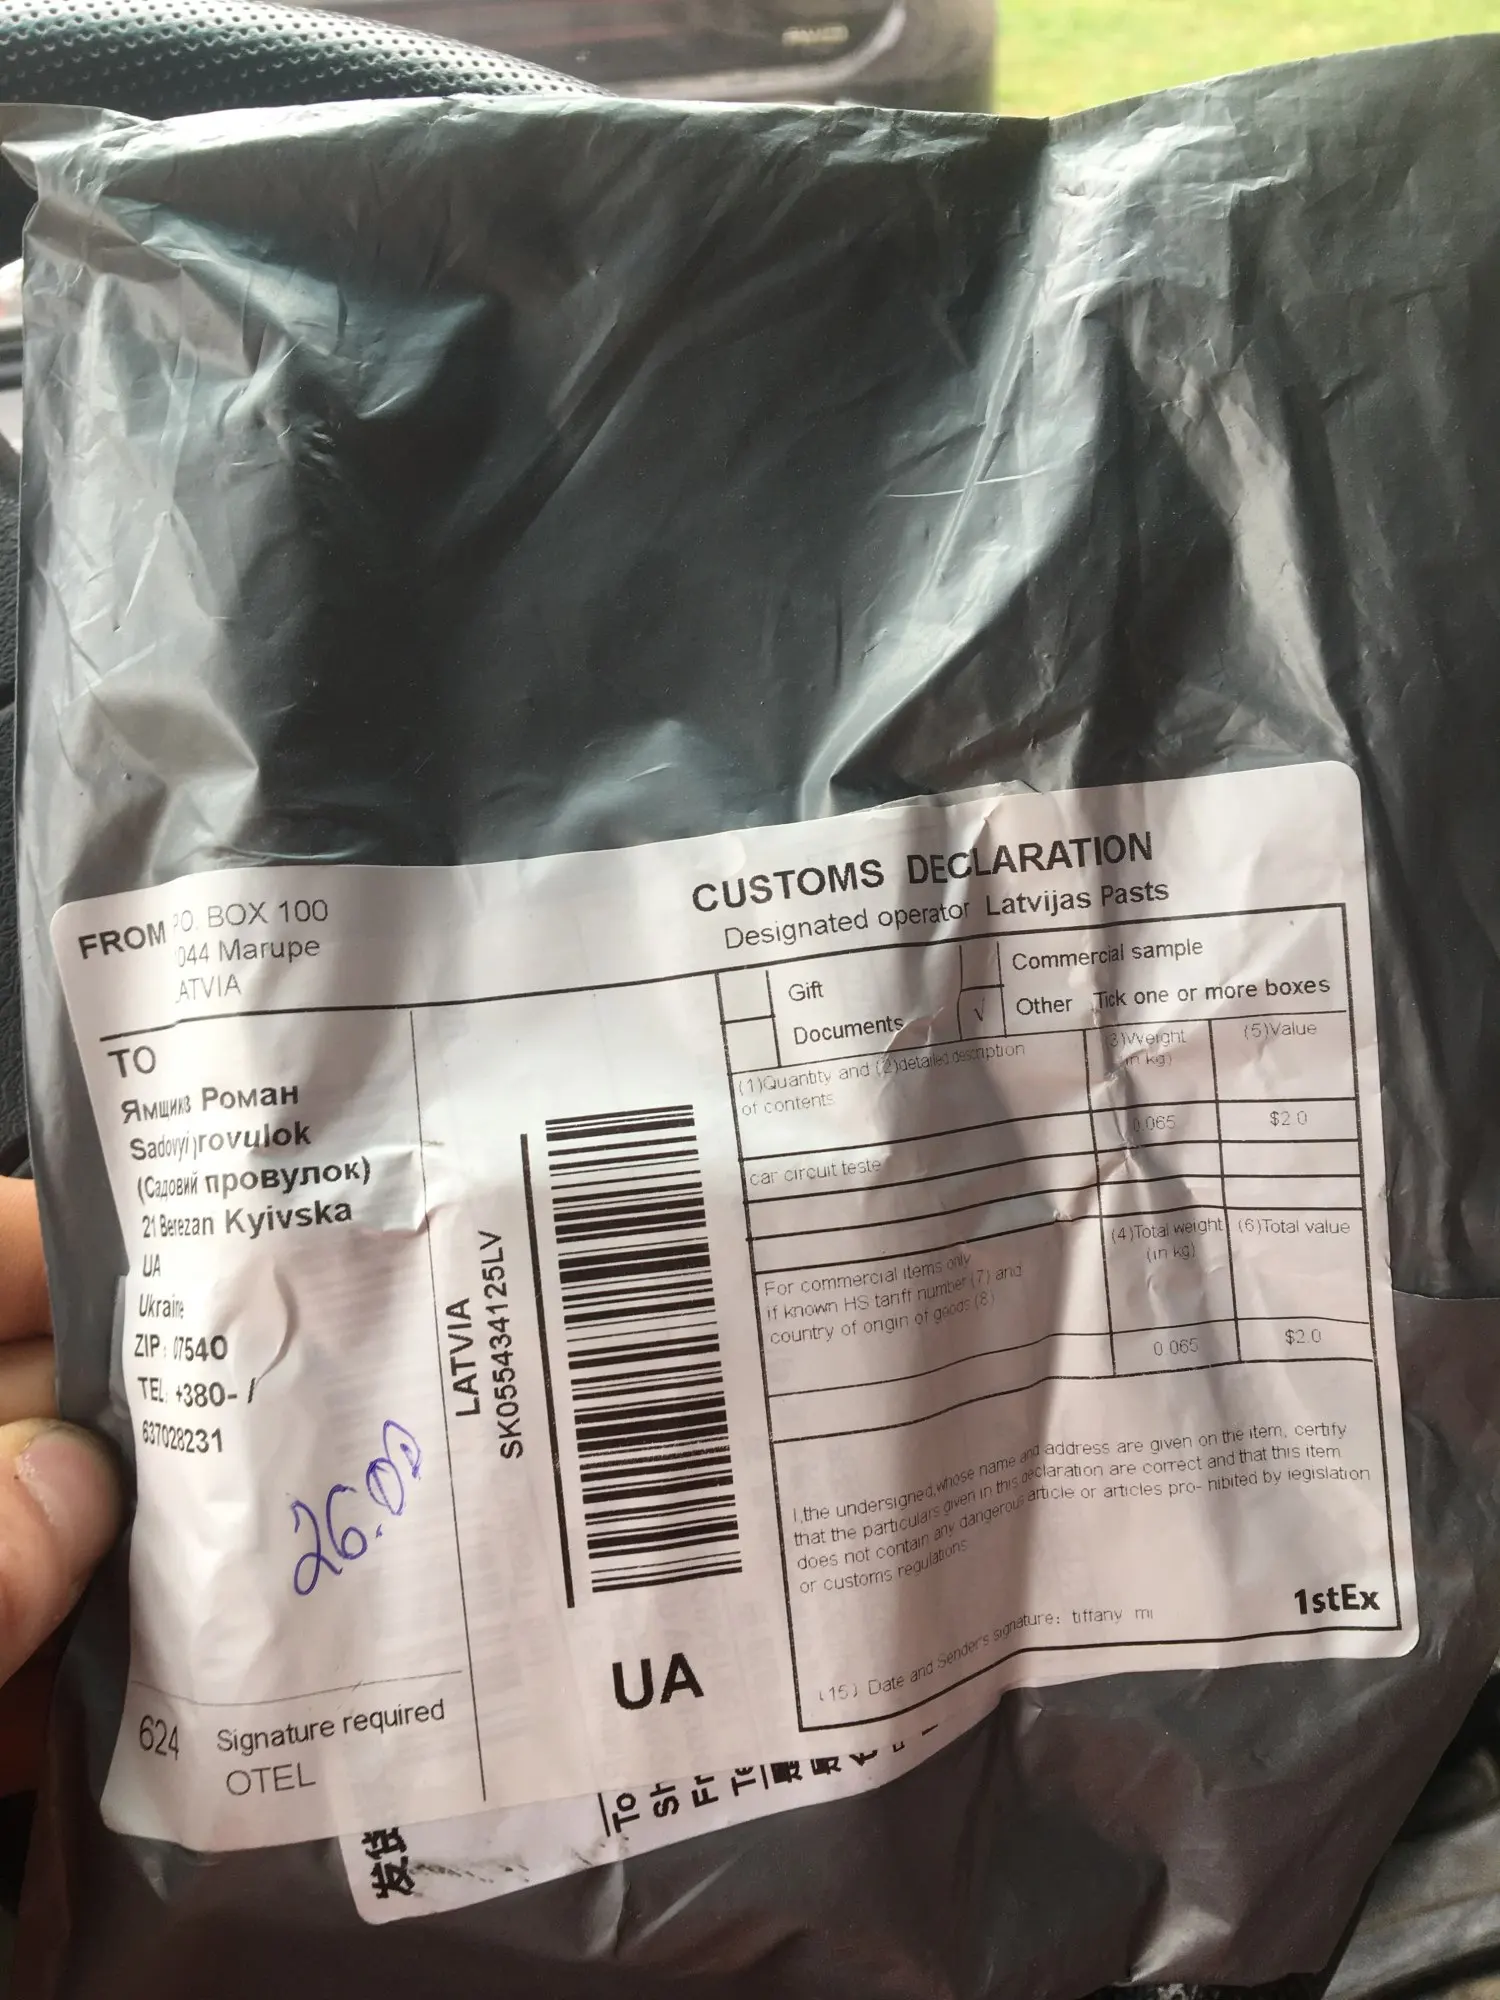 FROM P.O. BOX 100
044 Marupe
ATVIA
CUSTOMS DECLARATION
Designated operator Latvijas Pasts
Gift
Commercial sample
Documents
√ Other Tick one or more boxes
TO
Ямщиків Роман
Sadovyi provulok
(Садовий провулок)
21 Berezan Kyivska
UA
Ukraine
ZIP: 07540
TEL: +380- /
637028231
26.00
624 Signature required
OTEL
LATVIA
SK055434125LV
UA
(1)Quantity and (2)detailed description
of contents
(3)Weight
(in kg)
(5)Value
0.065
$2.0
car circuit teste
For commercial items only
if known HS tariff number (7) and
country of origin of goods (8)
(4)Total weight
(in kg)
(6)Total value
0.065
$2.0
I,the undersigned,whose name and address are given on the item, certify
that the particulars given in this declaration are correct and that this item
does not contain any dangerous article or articles pro- hibited by legislation
or customs regulations
1stEx
(15) Date and Sender's signature: tiffany mi
To